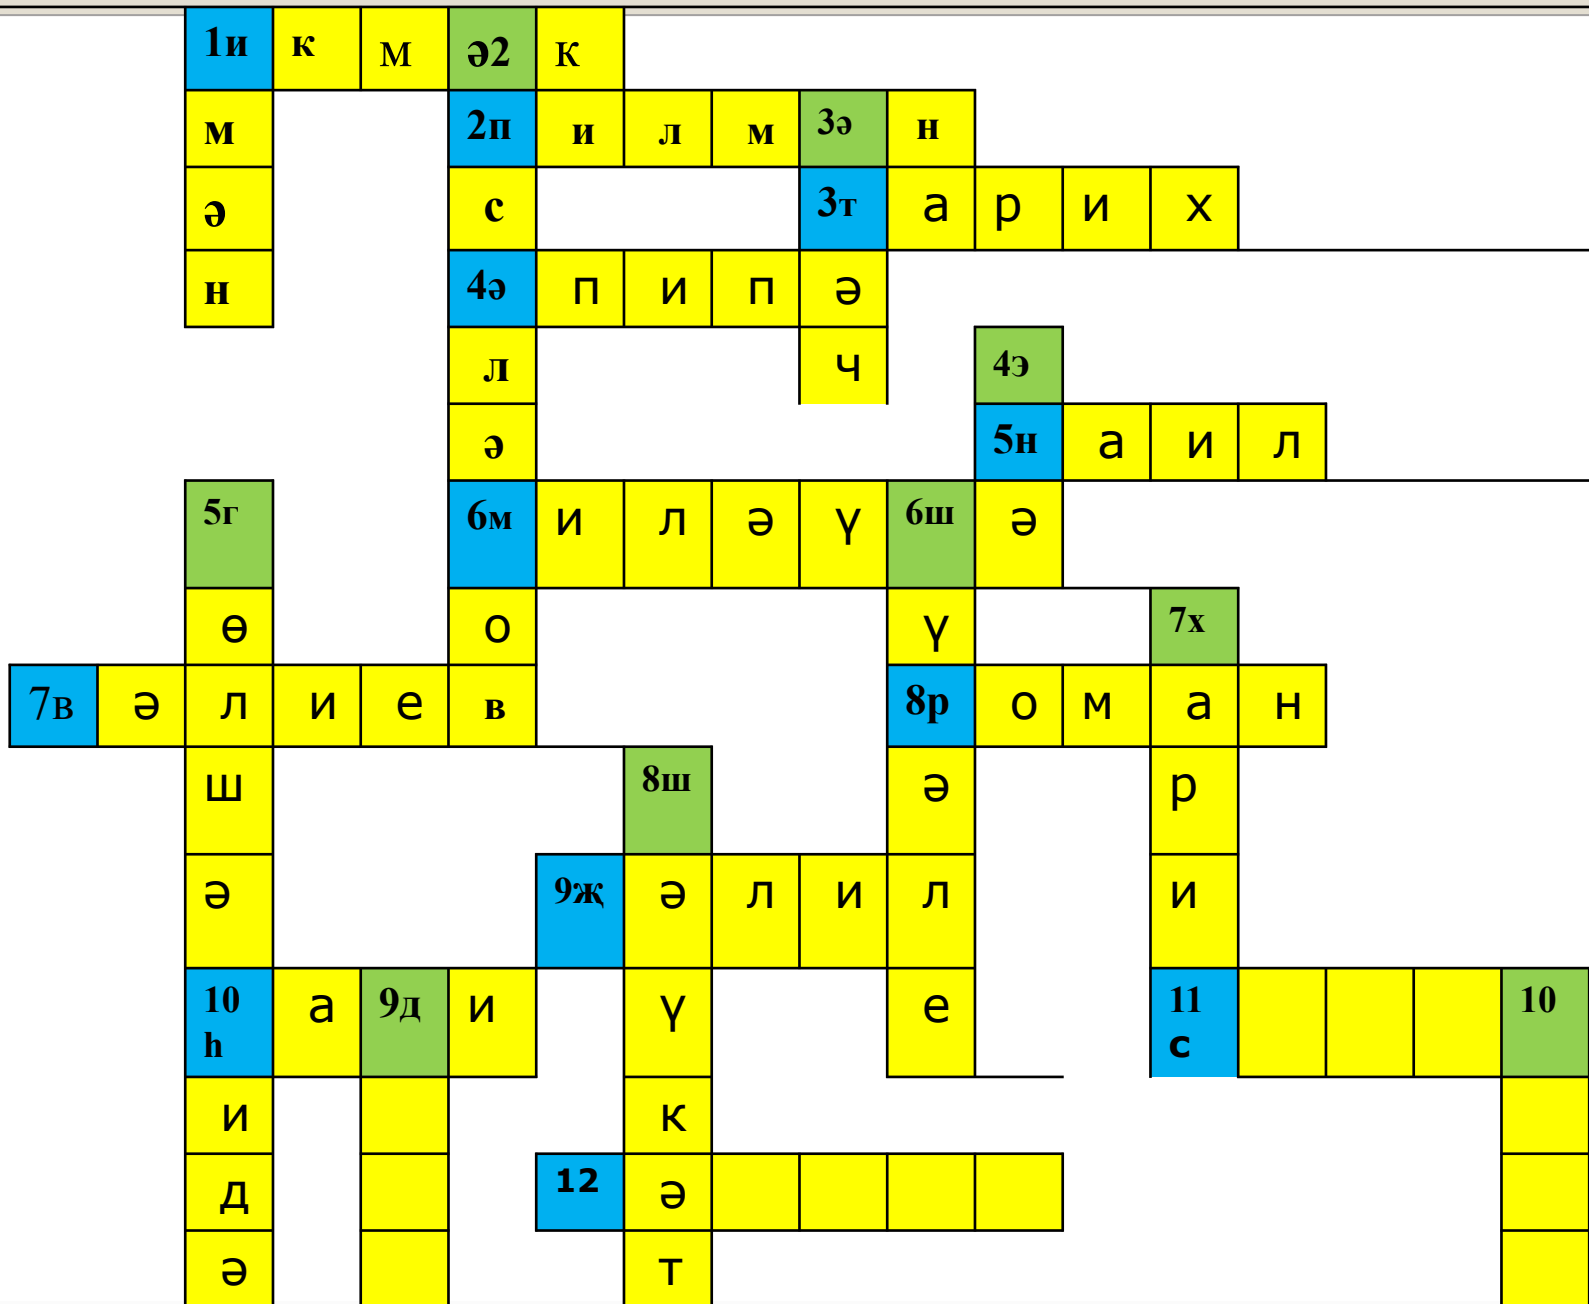 1и к м ә2 к
м 2п и л м 3ә н
ә с 3т а р и х
н 4ә п и п ә
л ч 4э
ә 5н а и л
5г 6м и л ә ү 6ш ә
ө о ү 7х
7в ә л и е в 8р о м а н
ш 8ш ә р
ә 9җ ә л и л и
10 а 9д и ү е 11 10
һ с
и к
д 12 ә
ә т